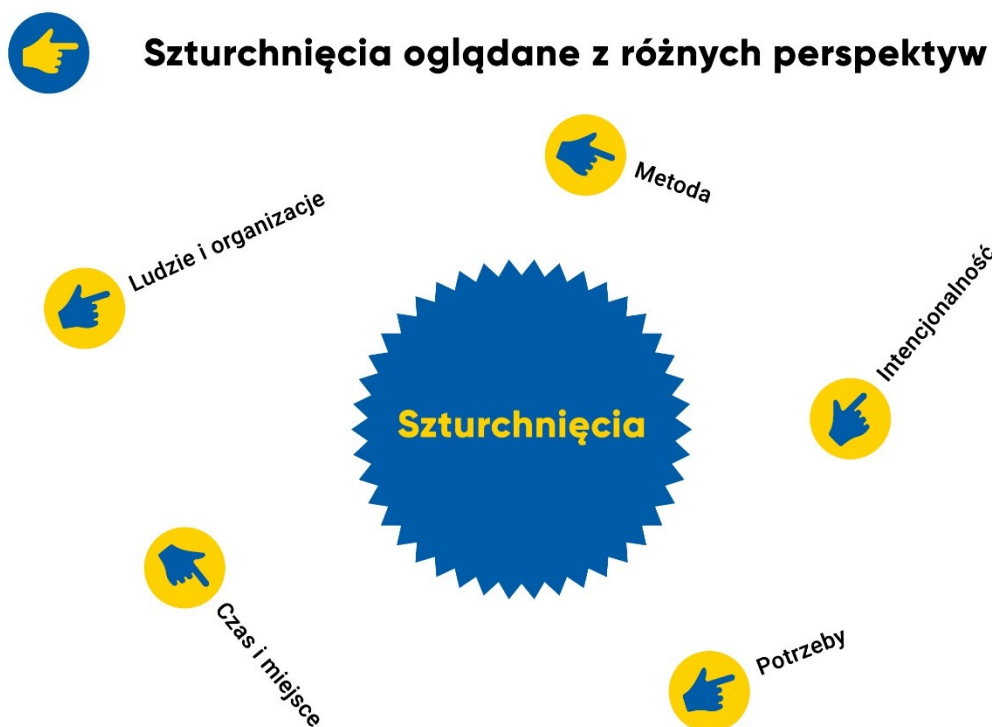 Szturchnięcia oglądane z różnych perspektyw
Metoda
Ludzie i organizacje
Intencjonalność
Szturchnięcia
Czas i miejsce
Potrzeby